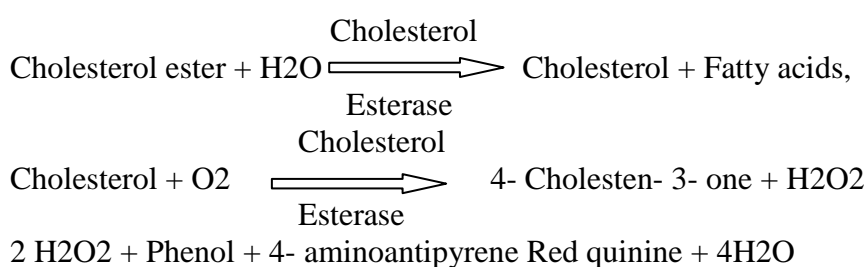 Cholesterol
Cholesterol ester + H2O Cholesterol + Fatty acids,
Esterase
Cholesterol
Cholesterol + O2 4- Cholesten- 3- one + H2O2
Esterase
2 H2O2 + Phenol + 4- aminoantipyrene Red quinine + 4H2O